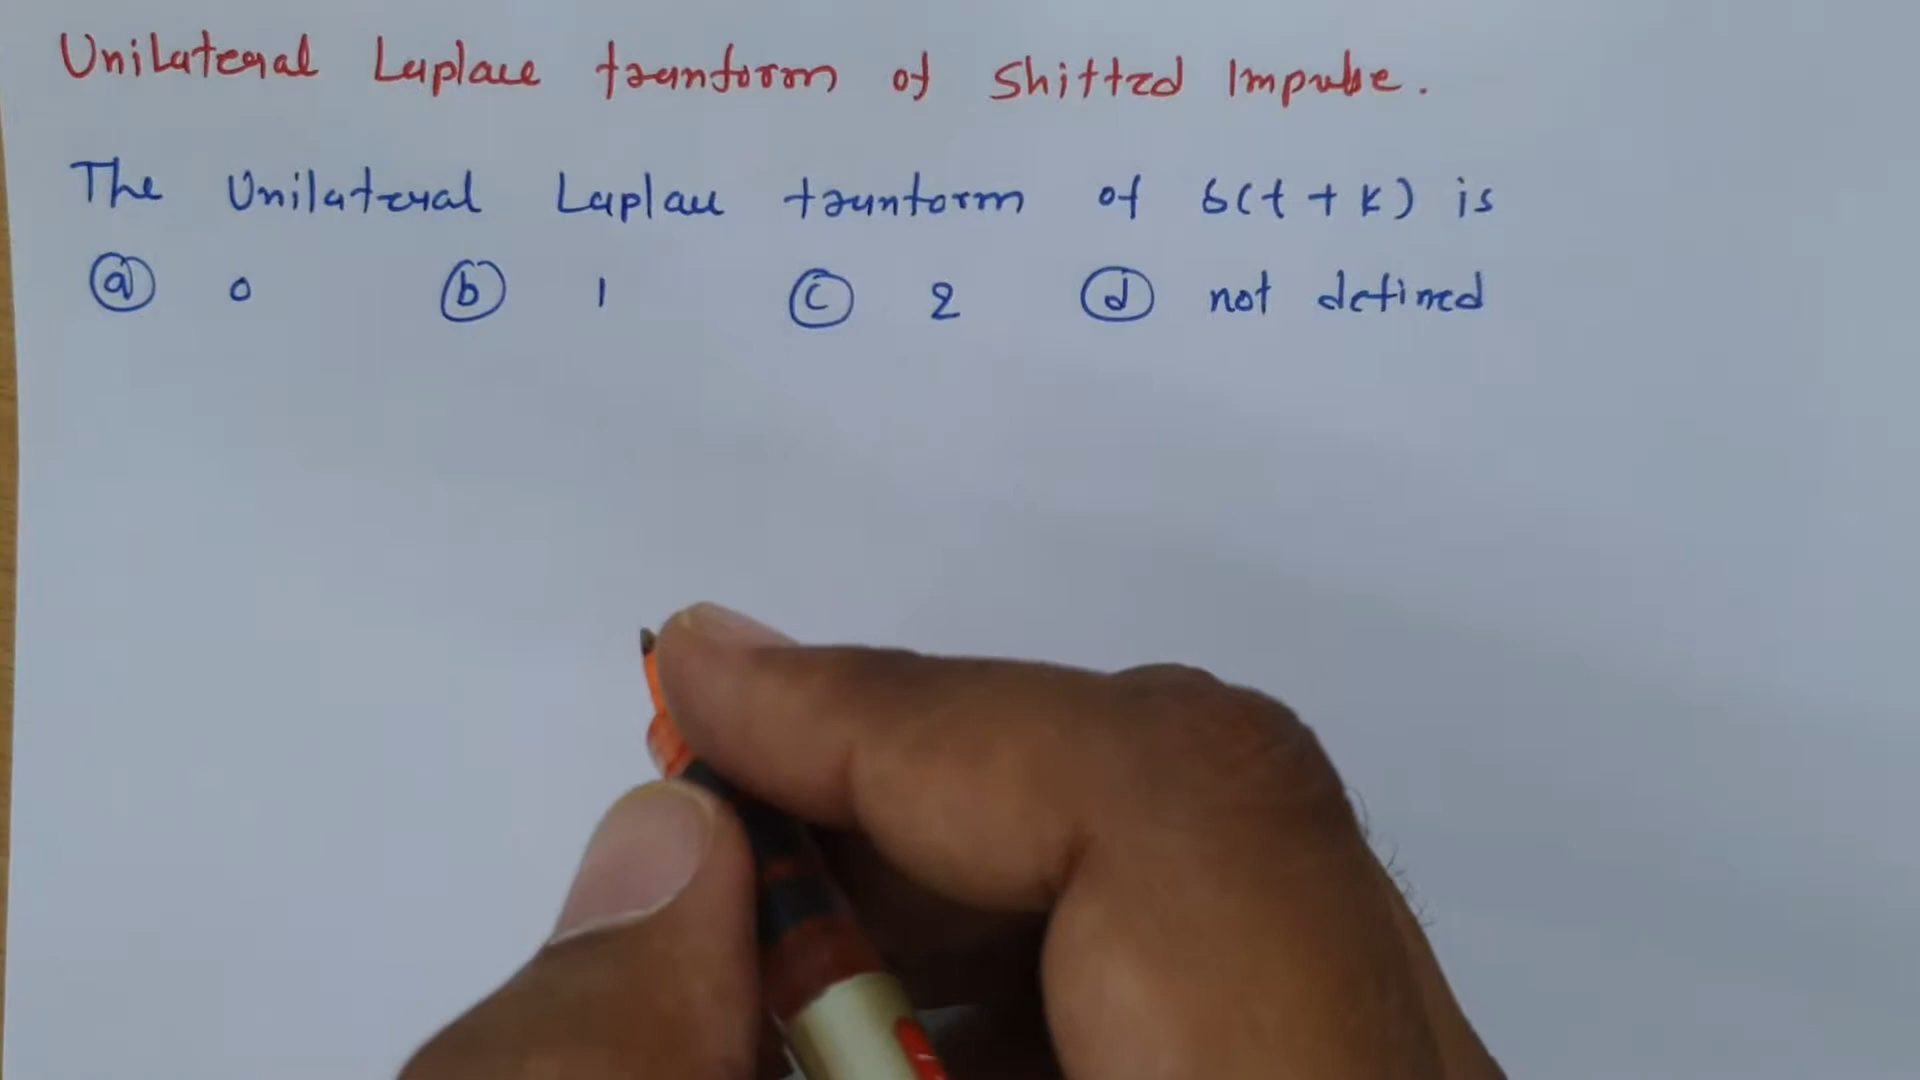 Unilateral Laplace transform of Shifted Impulse.
The Unilateral Laplace transform of δ(t + k) is
ⓐ 0 ⓑ 1 ⓒ 2 ⓓ not defined